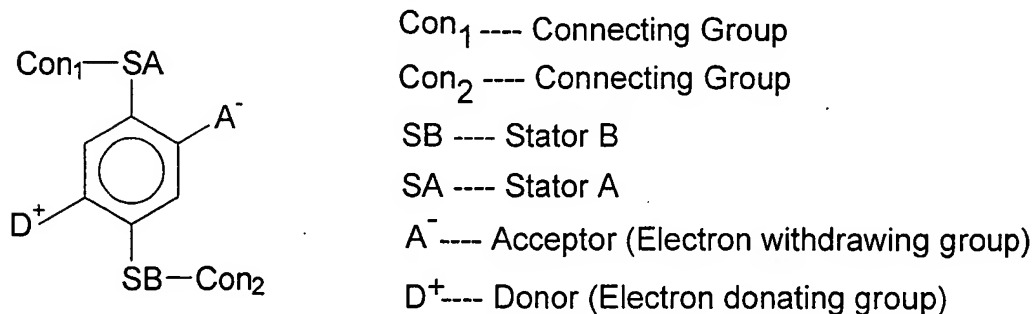 Con₁—SA
A⁻
D⁺
SB—Con₂
Con₁ ---- Connecting Group
Con₂ ---- Connecting Group
SB ---- Stator B
SA ---- Stator A
A⁻---- Acceptor (Electron withdrawing group)
D⁺---- Donor (Electron donating group)